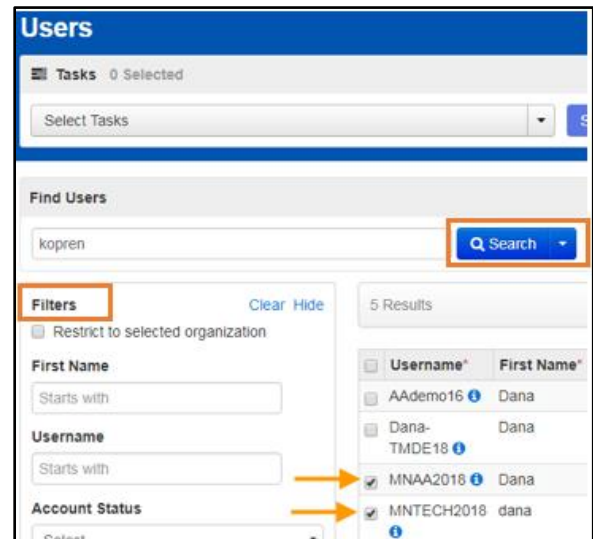 Users
Tasks 0 Selected
Select Tasks
Find Users
kopren
Search
Filters Clear Hide
Restrict to selected organization
First Name
Starts with
Username
Starts with
Account Status
5 Results
Username* First Name*
AAdemo16 Dana
Dana- Dana
TMDE18
MNAA2018 Dana
MNTECH2018 dana